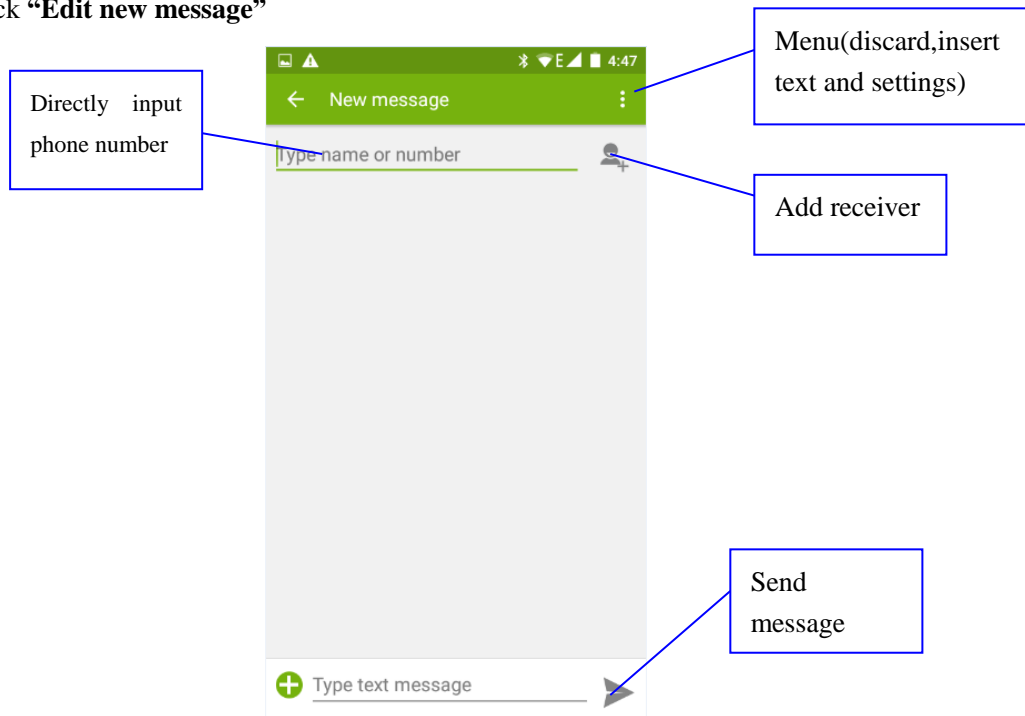 “Edit new message”
Menu(discard,insert
text and settings)
E 4:47
Directly input
phone number
New message
Type name or number
Add receiver
Send
message
Type text message